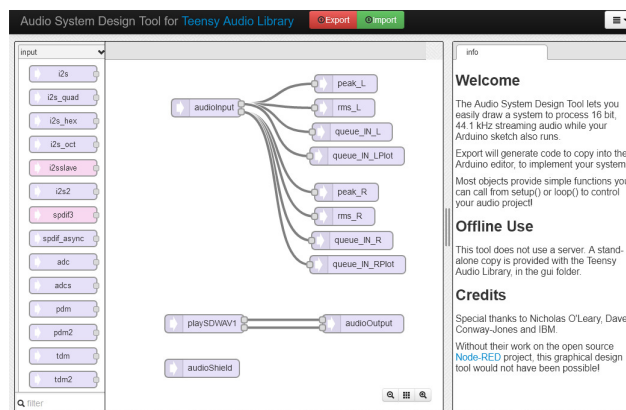 Audio System Design Tool for Teensy Audio Library
Export
Import
input
i2s
i2s_quad
i2s_hex
i2s_oct
i2sslave
i2s2
spdif3
spdif_async
adc
adcs
pdm
pdm2
tdm
tdm2
filter
audioInput
peak_L
rms_L
queue_IN_L
queue_IN_LPlot
peak_R
rms_R
queue_IN_R
queue_IN_RPlot
playSDWAV1
audioOutput
audioShield
info
Welcome
The Audio System Design Tool lets you
easily draw a system to process 16 bit,
44.1 kHz streaming audio while your
Arduino sketch also runs.
Export will generate code to copy into the
Arduino editor, to implement your system
Most objects provide simple functions you
can call from setup() or loop() to control
your audio project!
Offline Use
This tool does not use a server. A stand-
alone copy is provided with the Teensy
Audio Library, in the gui folder.
Credits
Special thanks to Nicholas O'Leary, Dave
Conway-Jones and IBM.
Without their work on the open source
Node-RED project, this graphical design
tool would not have been possible!